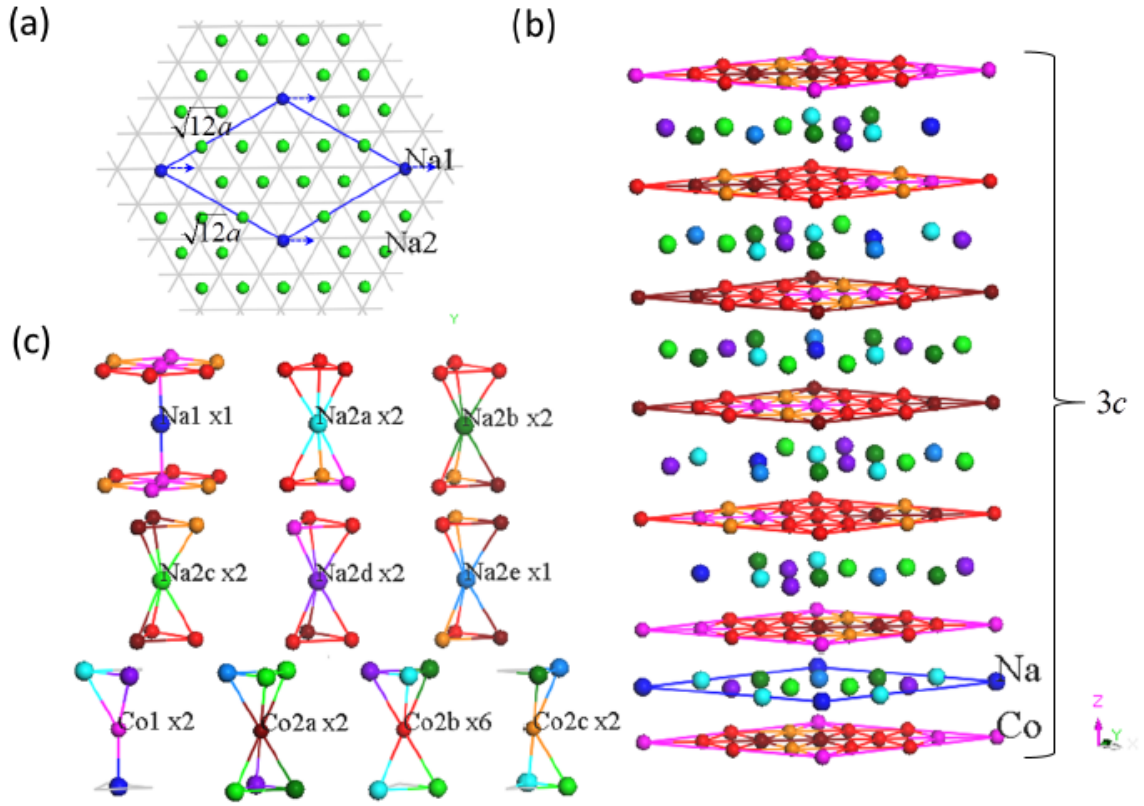 (a)
√12a
Na1
√12a
Na2
Y
(b)
3c
Na
Co
Z
Y
X
(c)
Na1 x1
Na2a x2
Na2b x2
Na2c x2
Na2d x2
Na2e x1
Co1 x2
Co2a x2
Co2b x6
Co2c x2